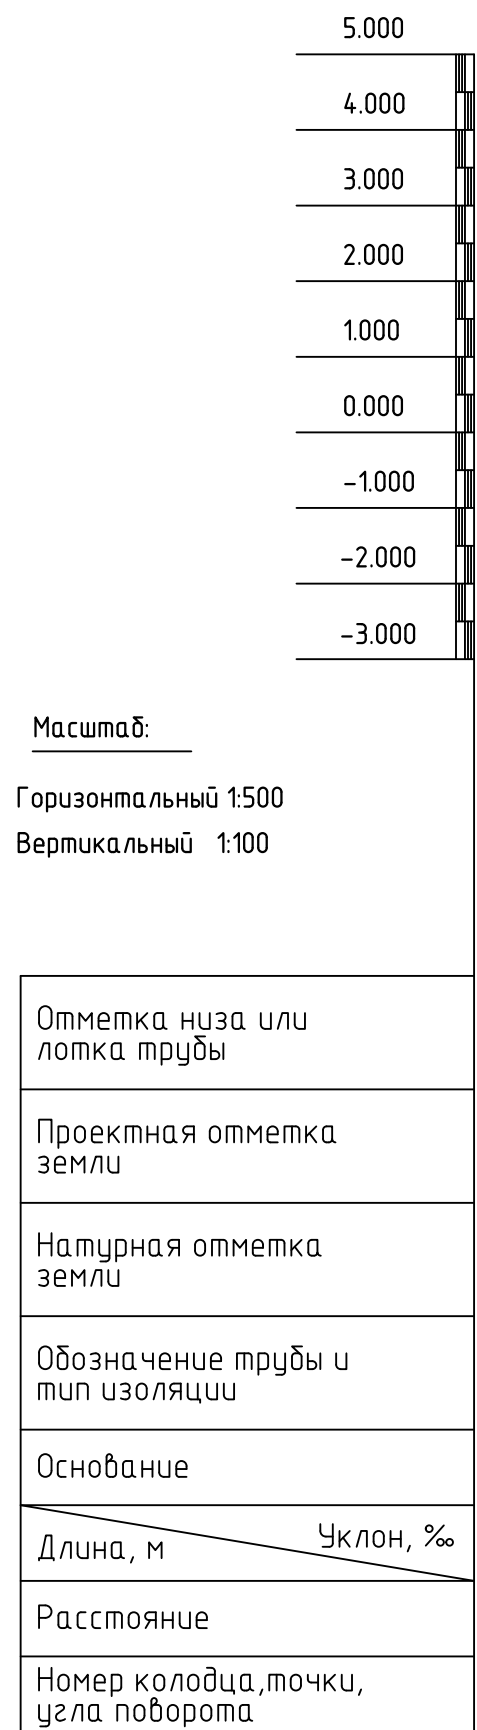 5.000
4.000
3.000
2.000
1.000
0.000
-1.000
-2.000
-3.000
Масштаб:
Горизонтальный 1:500
Вертикальный 1:100
Отметка низа или
лотка трубы
Проектная отметка
земли
Натурная отметка
земли
Обозначение трубы и
тип изоляции
Основание
Уклон, ‰
Длина, м
Расстояние
Номер колодца,точки,
угла поворота